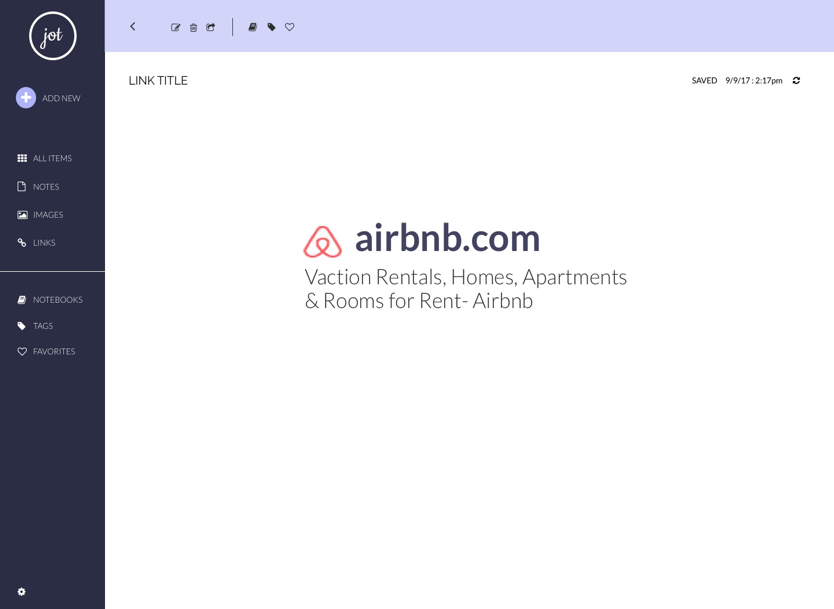 jot
ADD NEW
ALL ITEMS
NOTES
IMAGES
LINKS
NOTEBOOKS
TAGS
FAVORITES
LINK TITLE
SAVED 9/9/17 : 2:17pm
airbnb.com
Vaction Rentals, Homes, Apartments
& Rooms for Rent- Airbnb